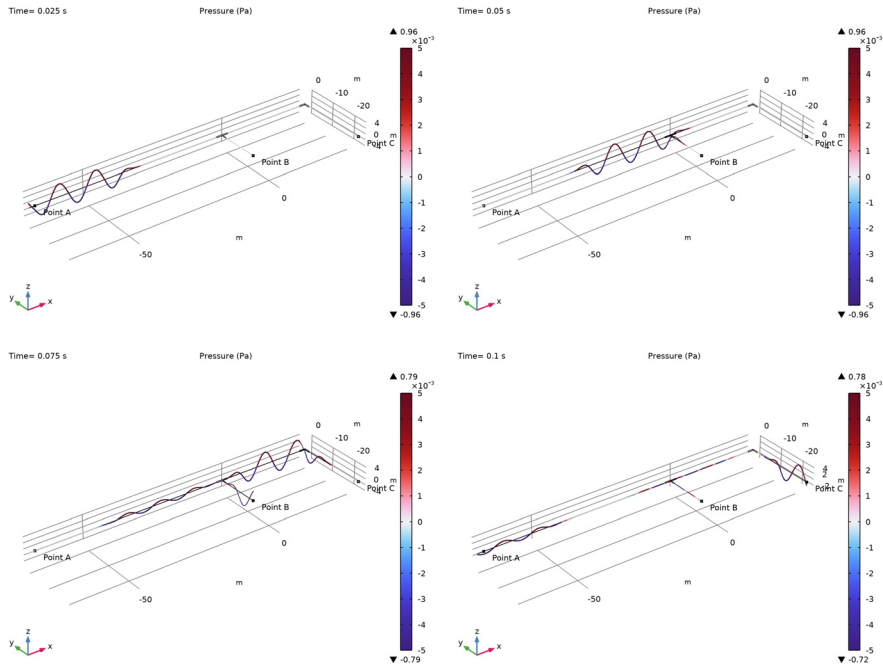 Time= 0.025 s
Pressure (Pa)
0.96
×10⁻³
5
4
3
2
1
0
-1
-2
-3
-4
-5
-0.96
0
m
-10
-20
4
0
m
Point C
Point B
0
Point A
m
-50
z
y
x
Time= 0.05 s
Pressure (Pa)
0.96
×10⁻³
5
4
3
2
1
0
-1
-2
-3
-4
-5
-0.96
0
m
-10
-20
4
0
m
Point C
Point B
0
Point A
m
-50
z
y
x
Time= 0.075 s
Pressure (Pa)
0.79
×10⁻³
5
4
3
2
1
0
-1
-2
-3
-4
-5
-0.79
0
m
-10
-20
4
0
m
Point C
Point B
0
Point A
m
-50
z
y
x
Time= 0.1 s
Pressure (Pa)
0.78
×10⁻³
5
4
3
2
1
0
-1
-2
-3
-4
-5
-0.72
0
m
-10
-20
4
2
m
Point C
Point B
0
Point A
m
-50
z
y
x